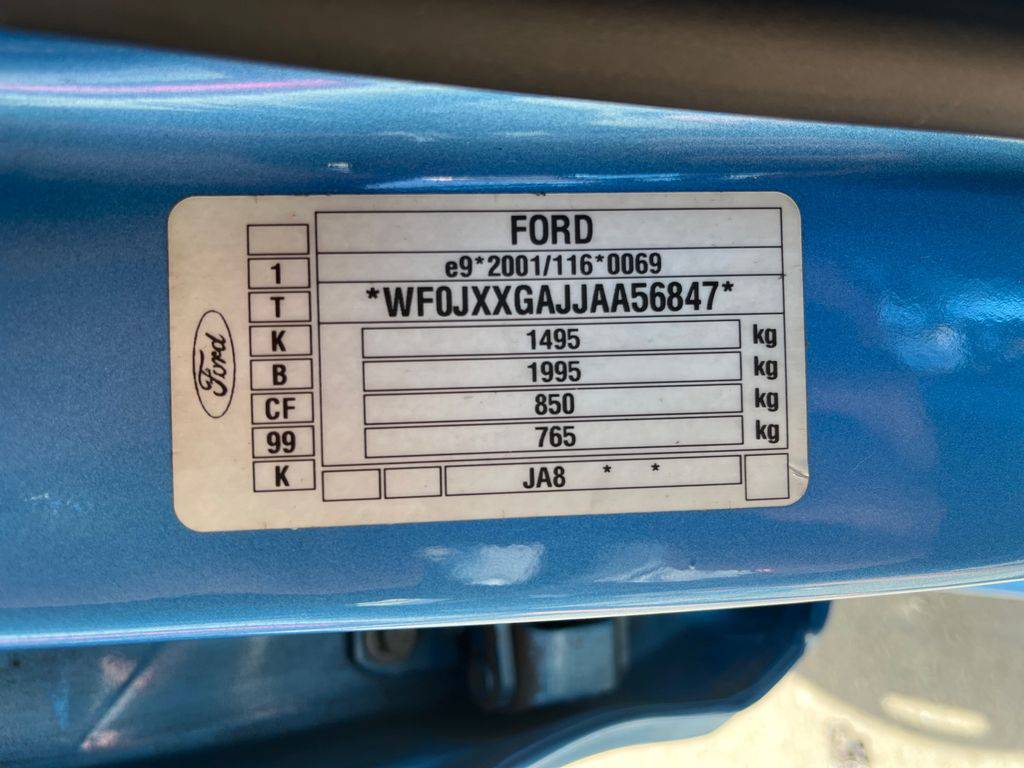 FORD
1 e9*2001/116*0069
T *WF0JXXGAJJAA56847*
K 1495 kg
B 1995 kg
CF 850 kg
99 765 kg
K JA8 * *
Ford